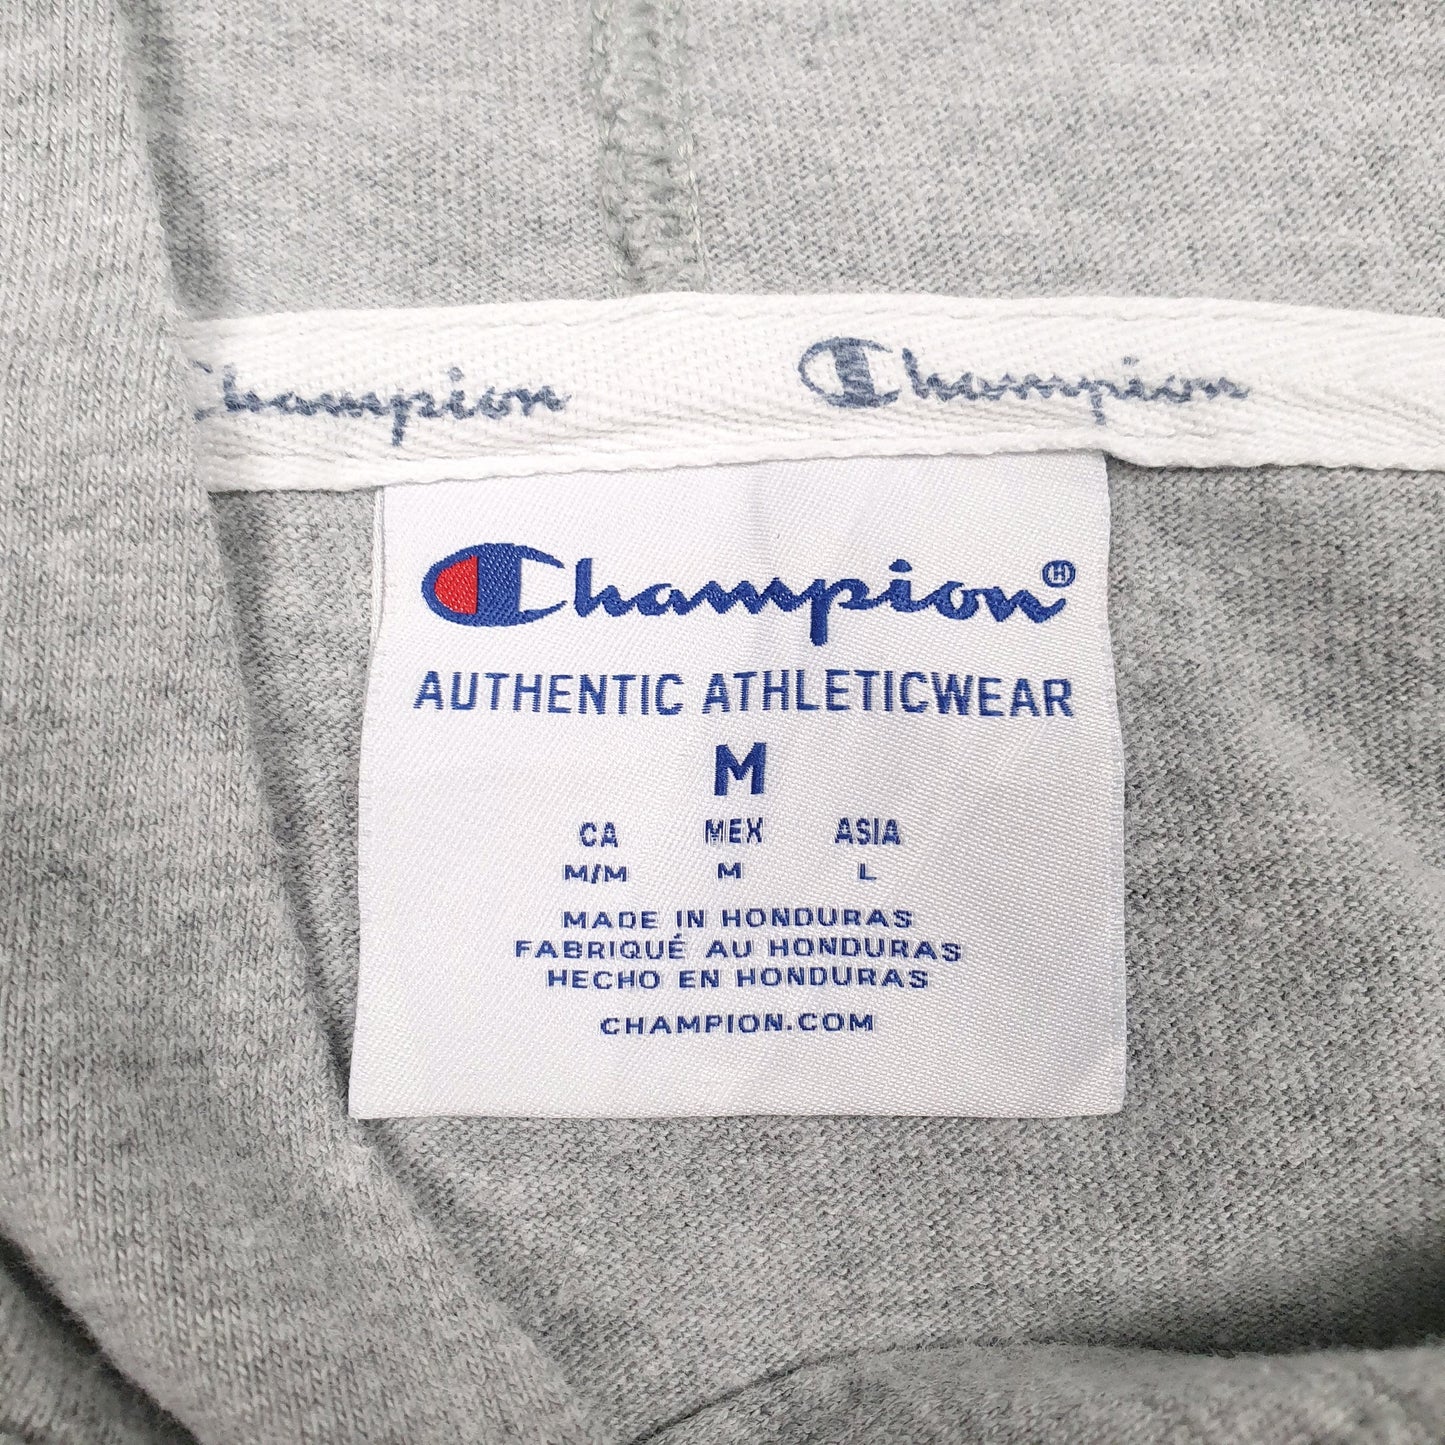 Champion Champion
Champion®
AUTHENTIC ATHLETICWEAR
M
CA MEX ASIA
M/M M L
MADE IN HONDURAS
FABRIQUÉ AU HONDURAS
HECHO EN HONDURAS
CHAMPION.COM